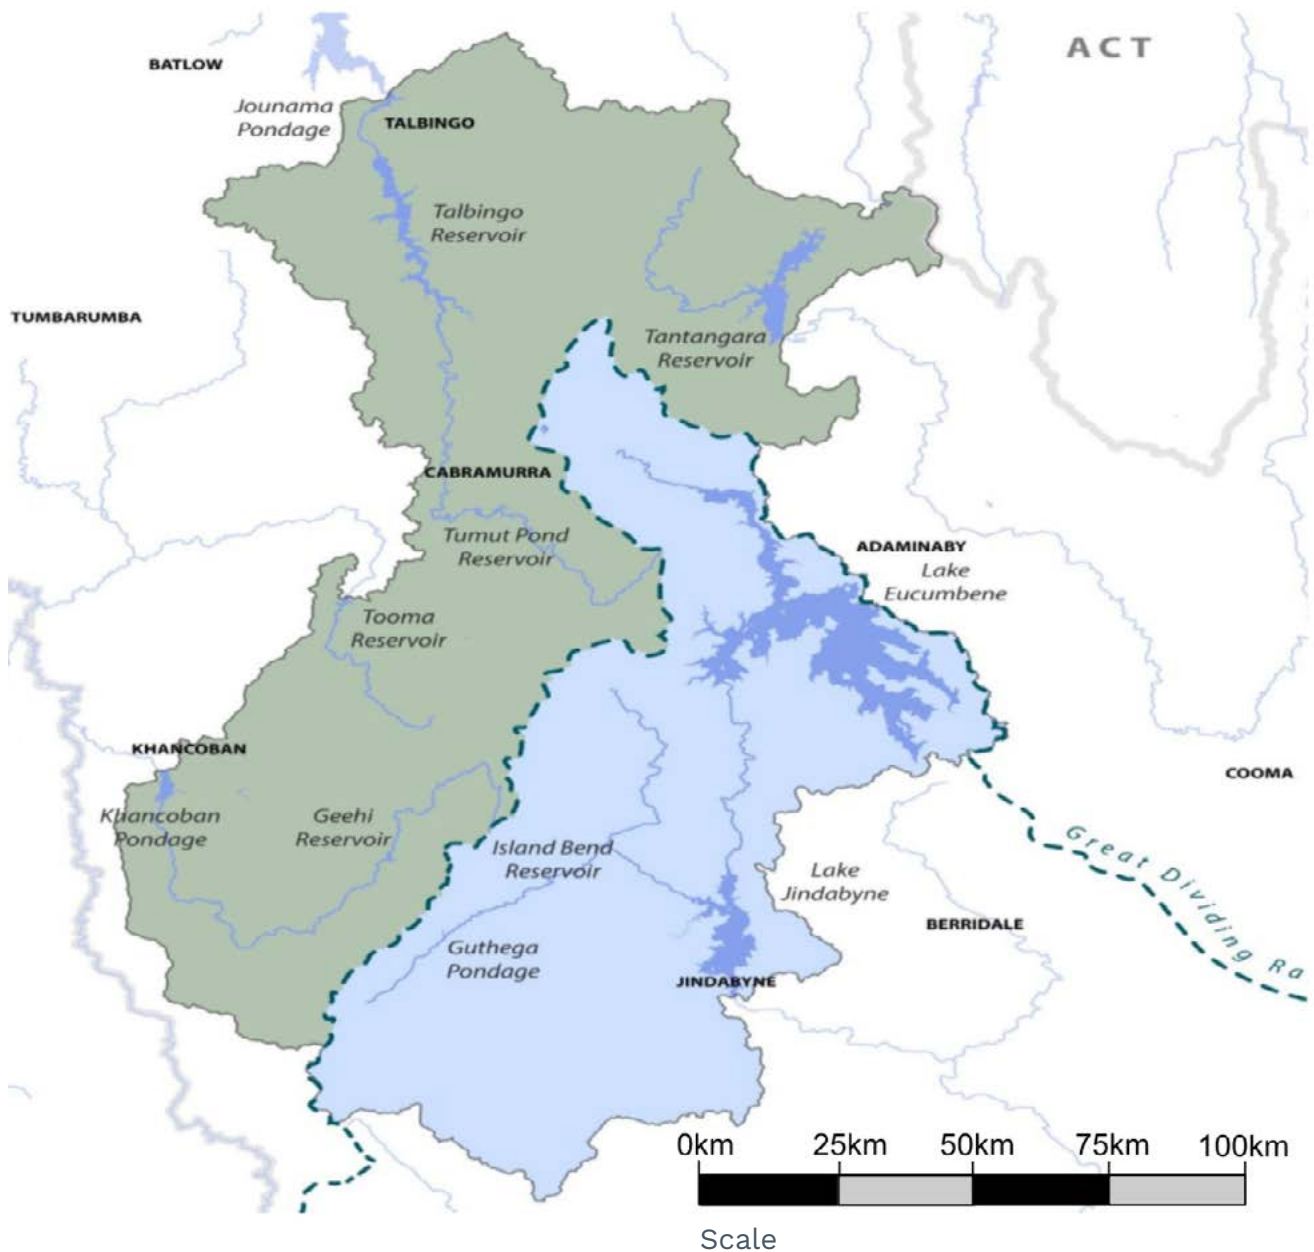 ACT
BATLOW
Jounama
Pondage
TALBINGO
Talbingo
Reservoir
TUMBARUMBA
Tantangara
Reservoir
CABRAMURRA
Tumut Pond
Reservoir
ADAMINABY
Lake
Eucumbene
Tooma
Reservoir
KHANCOBAN
COOMA
Khancoban
Pondage
Geehi
Reservoir
Island Bend
Reservoir
Great Dividing Ra
Lake
Jindabyne
BERRIDALE
Guthega
Pondage
JINDABYNE
0km 25km 50km 75km 100km
Scale